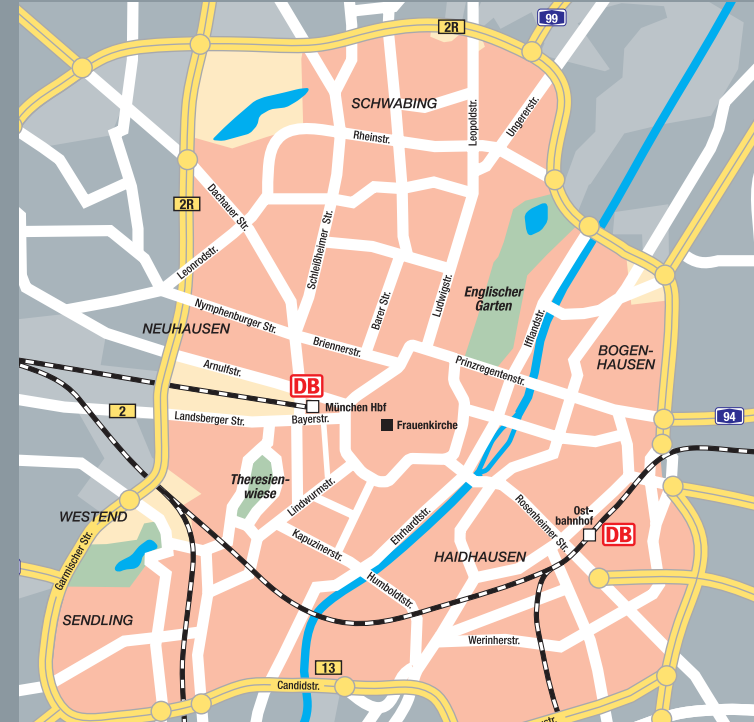 99
2R
SCHWABING
Leopoldstr.
Ungererstr.
Rheinstr.
2R
Dachauer Str.
Schleißheimer Str.
Leonrodstr.
Englischer
Garten
Ludwigstr.
Barer Str.
Nymphenburger Str.
NEUHAUSEN
Ifflandstr.
Briennerstr.
BOGEN-
HAUSEN
Arnulfstr.
Prinzregentenstr.
DB
München Hbf
2
Landsberger Str.
Bayerstr.
Frauenkirche
94
Theresien-
wiese
Lindwurmstr.
Rosenheimer Str.
Ost-
bahnhof
DB
WESTEND
Ehrhardtstr.
Kapuzinerstr.
HAIDHAUSEN
Garmischer Str.
Humboldtstr.
SENDLING
Werinherstr.
13
Candidstr.
str.